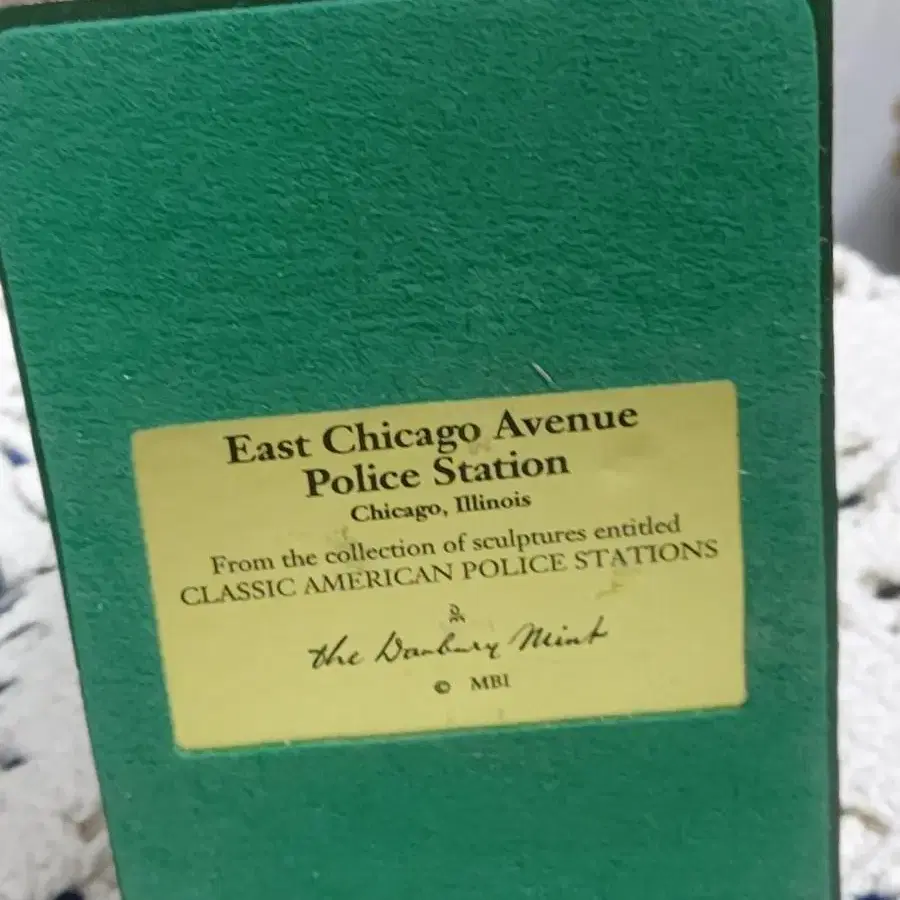 East Chicago Avenue
Police Station
Chicago, Illinois
From the collection of sculptures entitled
CLASSIC AMERICAN POLICE STATIONS
the Danbury Mint
© MBI